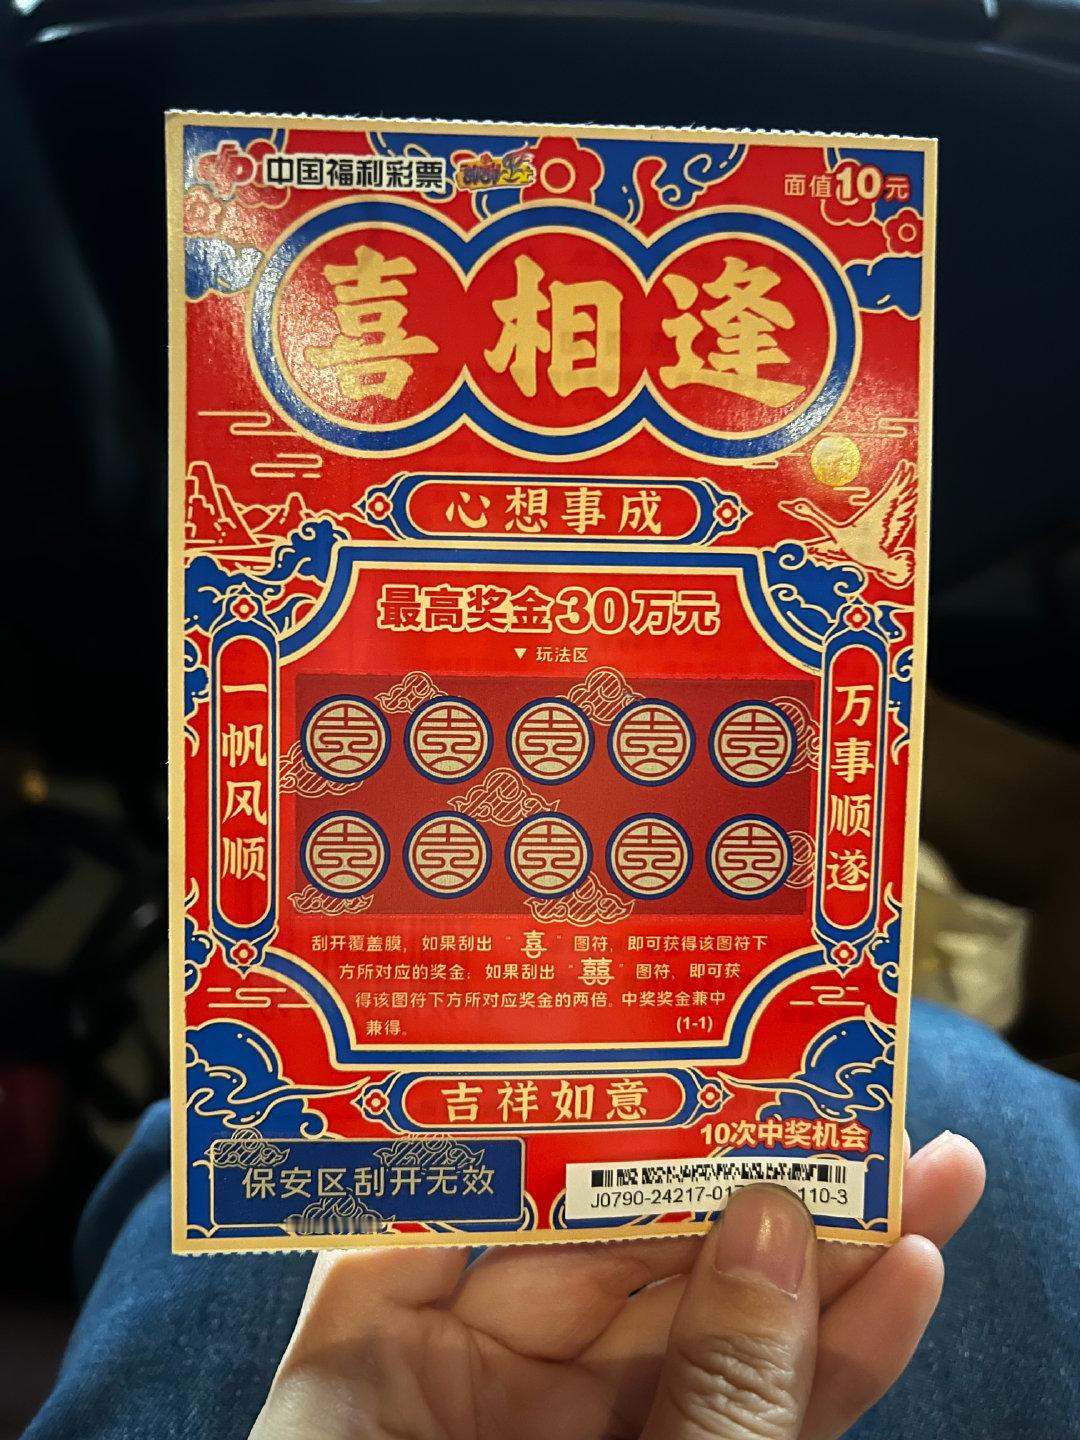 中国福利彩票 刮刮乐
面值10元
喜相逢
心想事成
最高奖金30万元
▼ 玩法区
一帆风顺
万事顺遂
刮开覆盖膜，如果刮出“喜”图符，即可获得该图符下
方所对应的奖金；如果刮出“囍”图符，即可获
得该图符下方所对应奖金的两倍。中奖奖金兼中
兼得。
(1-1)
吉祥如意
10次中奖机会
保安区刮开无效
J0790-24217-01 110-3